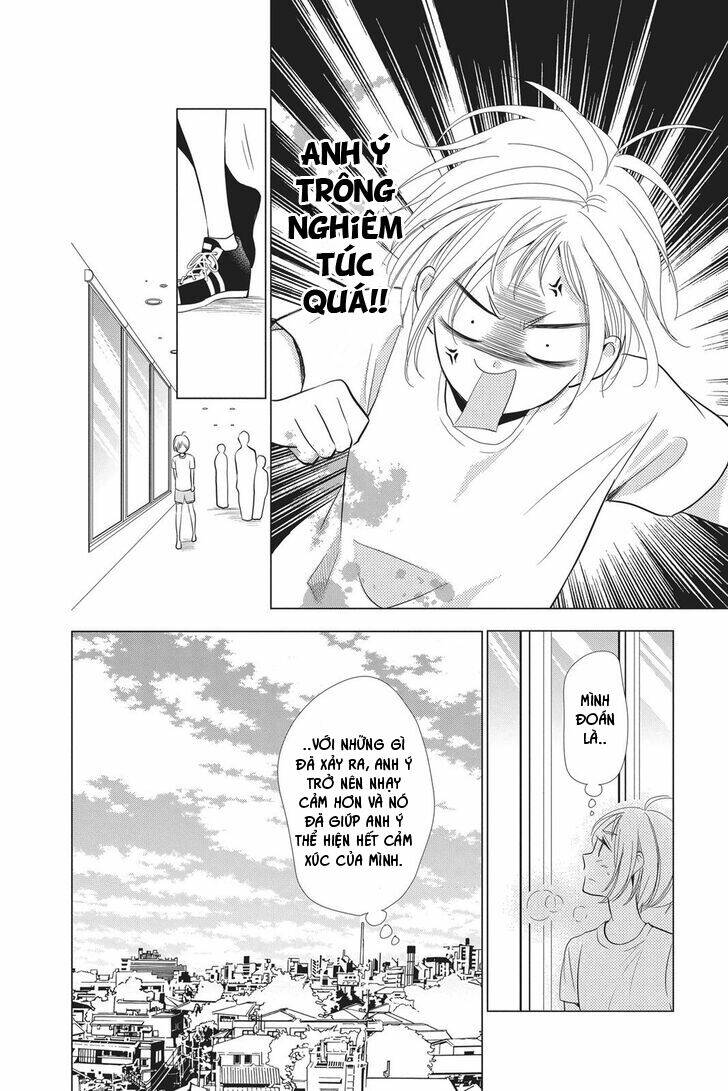 ANH Ý
TRÔNG
NGHIÊM
TÚC
QUÁ!!
MÌNH
ĐOÁN
LÀ..
..VỚI NHỮNG GÌ
ĐÃ XẢY RA, ANH Ý
TRỞ NÊN NHẠY
CẢM HƠN VÀ NÓ
ĐÃ GIÚP ANH Ý
THỂ HIỆN HẾT CẢM
XÚC CỦA MÌNH.